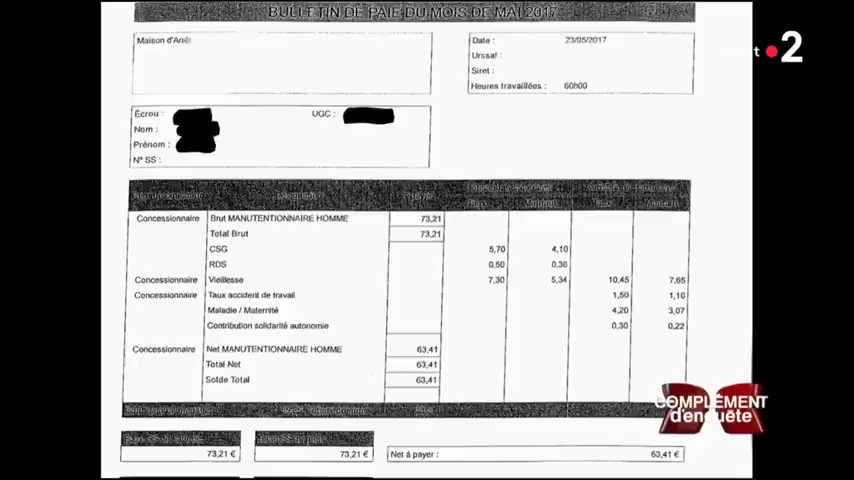 BULLETIN DE PAIE DU MOIS DE MAI 2017
Maison d'Arrêt
Date : 23/05/2017
Urssaf :
Siret :
Heures travaillées : 60h00
t 2
Écrou :
UGC :
Nom :
Prénom :
N° SS :
Concessionnaire Brut MANUTENTIONNAIRE HOMME 73,21
Total Brut 73,21
CSG 5,70 4,10
RDS 0,50 0,36
Concessionnaire Vieillesse 7,30 5,34 10,45 7,65
Concessionnaire Taux accident de travail 1,50 1,10
Maladie / Maternité 4,20 3,07
Contribution solidarité autonomie 0,30 0,22
Concessionnaire Net MANUTENTIONNAIRE HOMME 63,41
Total Net 63,41
Solde Total 63,41
COMPLÉMENT
d'enquête
73,21 € 73,21 € Net à payer : 63,41 €